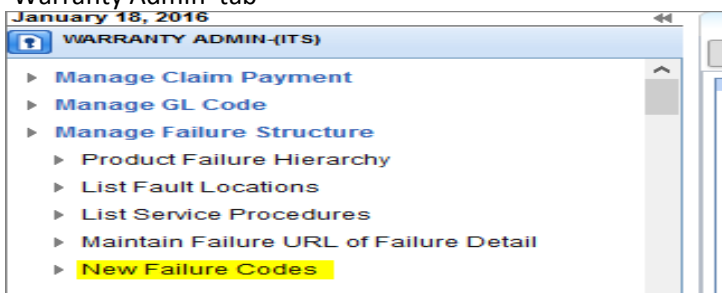 Warranty Admin- tab
January 18, 2016
WARRANTY ADMIN-(ITS)
Manage Claim Payment
Manage GL Code
Manage Failure Structure
Product Failure Hierarchy
List Fault Locations
List Service Procedures
Maintain Failure URL of Failure Detail
New Failure Codes